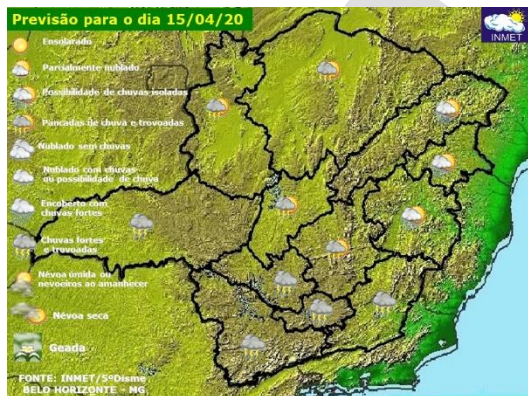 Previsão para o dia 15/04/20
INMET
Ensolarado
Parcialmente nublado
Possibilidade de chuvas isoladas
Pancadas de chuva e trovoadas
Nublado sem chuvas
Nublado com chuvas
ou possibilidade de chuva
Encoberto com
chuvas fortes
Chuvas fortes
e trovoadas
Névoa úmida ou
nevoeiros ao amanhecer
Névoa seca
Geada
FONTE: INMET/5ºDisme
BELO HORIZONTE - MG